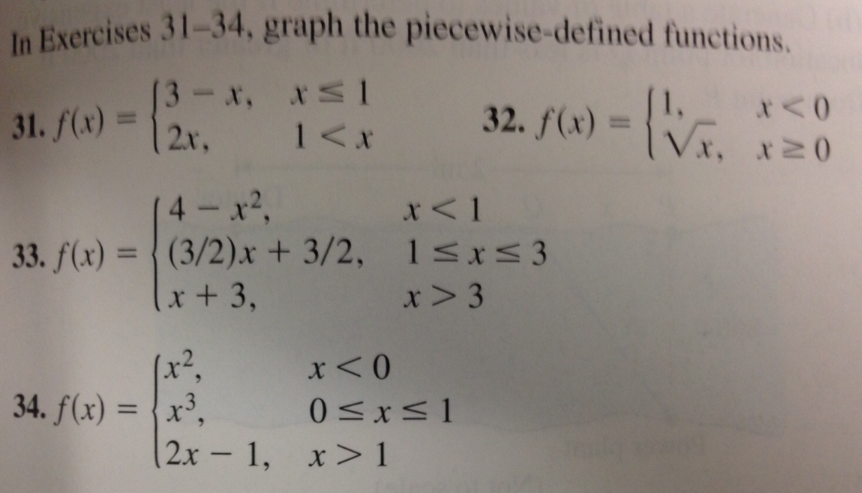 In Exercises 31–34, graph the piecewise-defined functions.
31. f(x) = { 3 − x, x ≤ 1
2x, 1 < x
32. f(x) = { 1, x < 0
√x, x ≥ 0
33. f(x) = { 4 − x², x < 1
(3/2)x + 3/2, 1 ≤ x ≤ 3
x + 3, x > 3
34. f(x) = { x², x < 0
x³, 0 ≤ x ≤ 1
2x − 1, x > 1